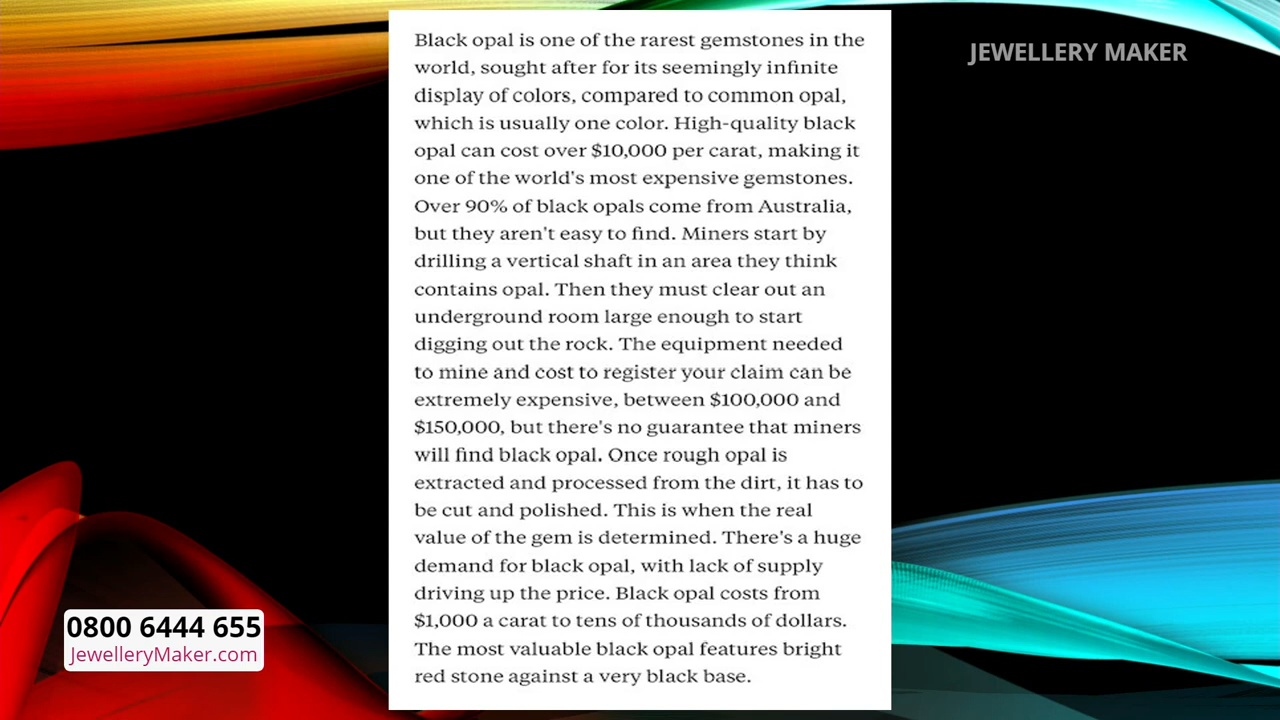 Black opal is one of the rarest gemstones in the
world, sought after for its seemingly infinite
display of colors, compared to common opal,
which is usually one color. High-quality black
opal can cost over $10,000 per carat, making it
one of the world's most expensive gemstones.
Over 90% of black opals come from Australia,
but they aren't easy to find. Miners start by
drilling a vertical shaft in an area they think
contains opal. Then they must clear out an
underground room large enough to start
digging out the rock. The equipment needed
to mine and cost to register your claim can be
extremely expensive, between $100,000 and
$150,000, but there's no guarantee that miners
will find black opal. Once rough opal is
extracted and processed from the dirt, it has to
be cut and polished. This is when the real
value of the gem is determined. There's a huge
demand for black opal, with lack of supply
driving up the price. Black opal costs from
$1,000 a carat to tens of thousands of dollars.
The most valuable black opal features bright
red stone against a very black base.
JEWELLERY MAKER
0800 6444 655
JewelleryMaker.com